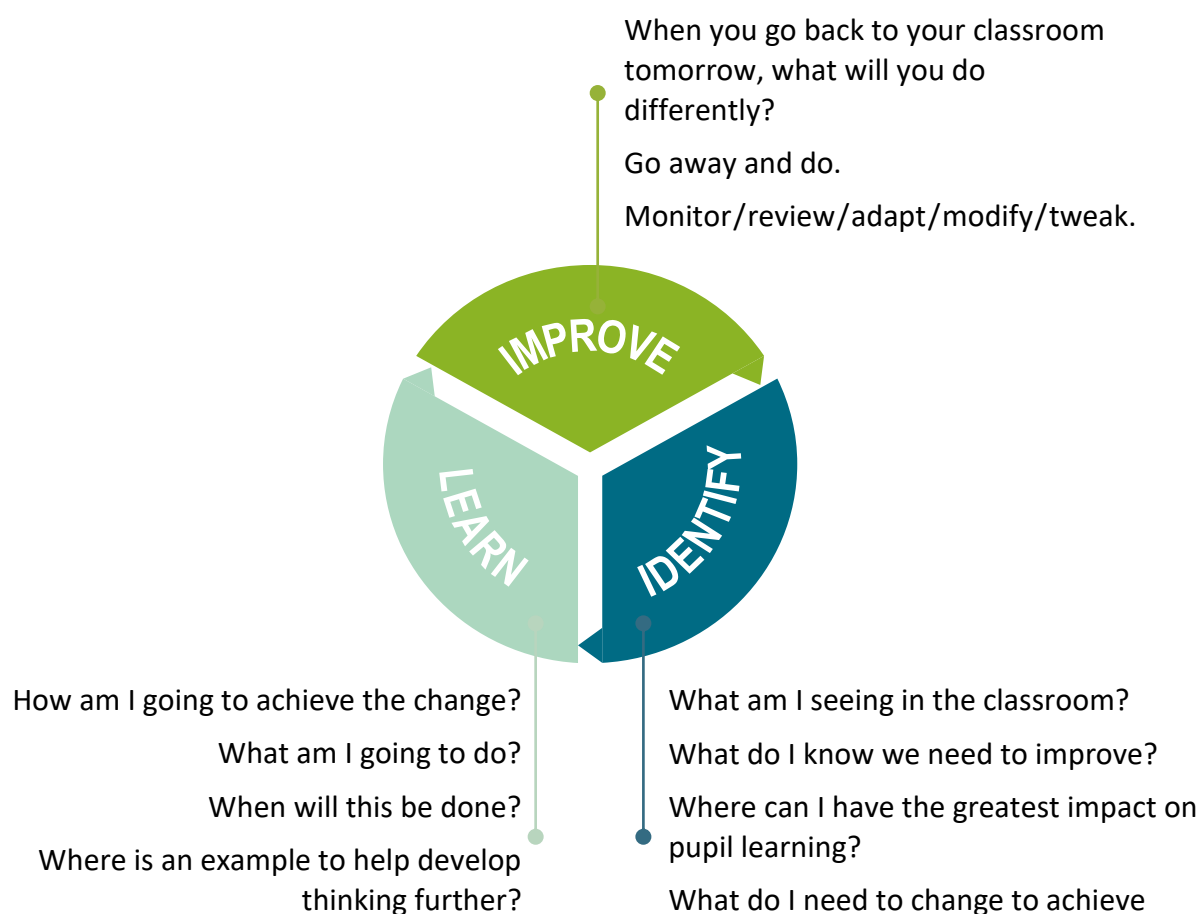 When you go back to your classroom
tomorrow, what will you do
differently?
Go away and do.
Monitor/review/adapt/modify/tweak.
IMPROVE
LEARN
IDENTIFY
How am I going to achieve the change?
What am I going to do?
When will this be done?
Where is an example to help develop
thinking further?
What am I seeing in the classroom?
What do I know we need to improve?
Where can I have the greatest impact on
pupil learning?
What do I need to change to achieve